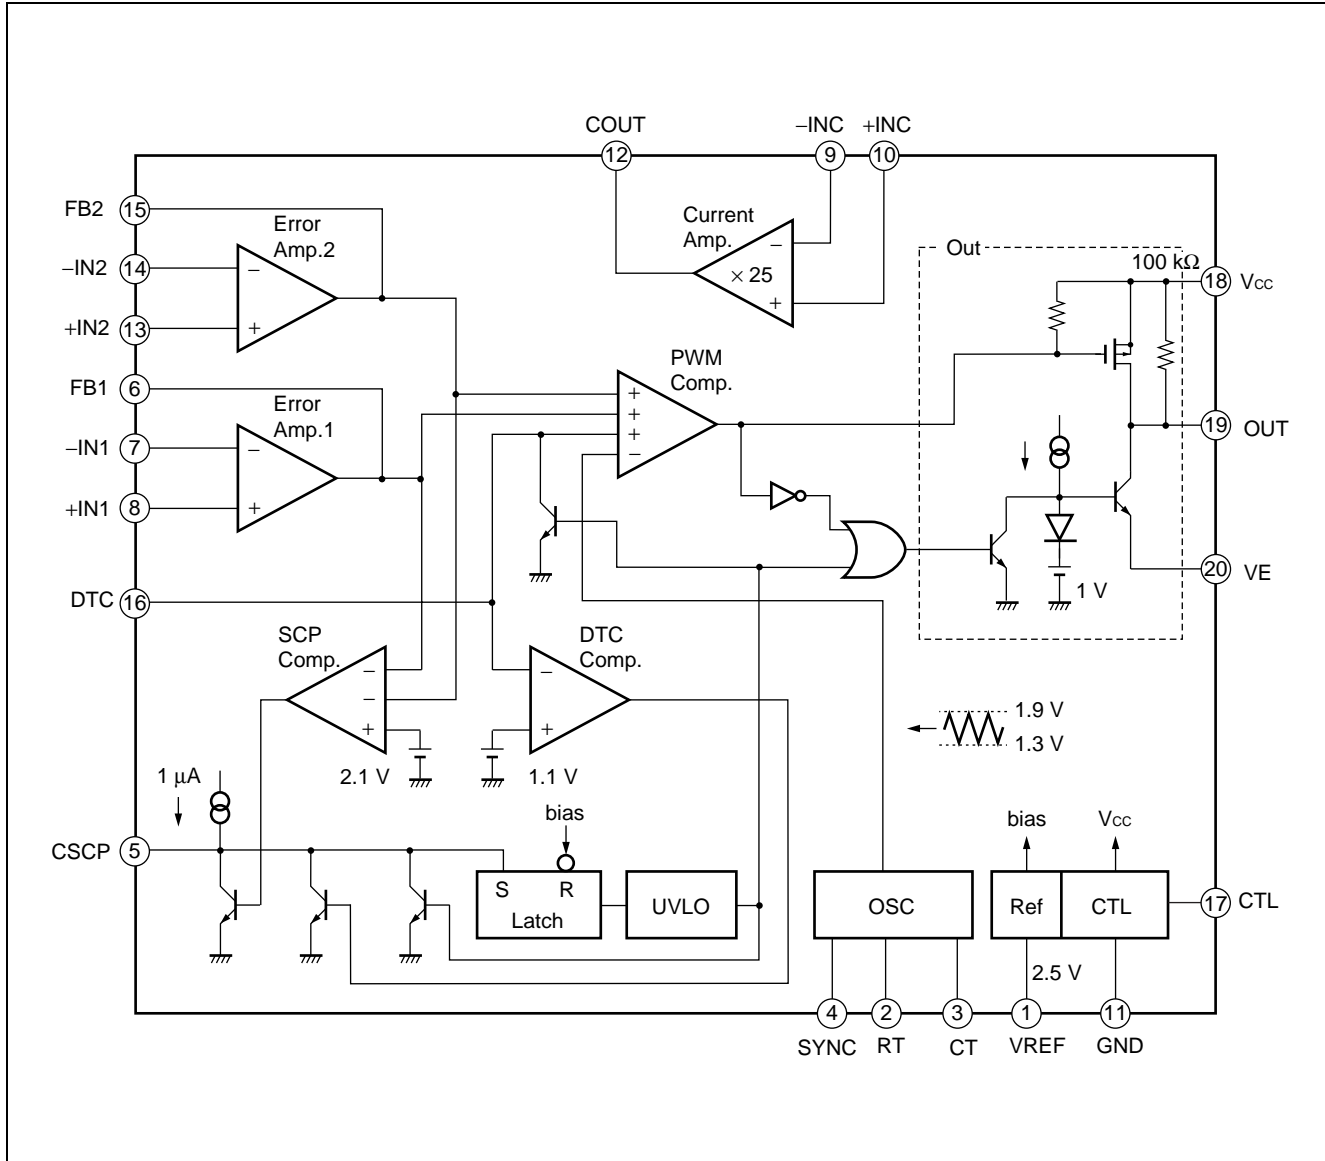 COUT
−INC
+INC
12
9
10
FB2
15
Error
Amp.2
Current
Amp.
−IN2
14
−
+IN2
13
+
−
× 25
+
Out
100 kΩ
18
VCC
FB1
6
Error
Amp.1
−IN1
7
−
+IN1
8
+
PWM
Comp.
+
+
+
−
19
OUT
20
VE
1 V
DTC
16
SCP
Comp.
−
−
+
2.1 V
DTC
Comp.
−
+
1.1 V
1.9 V
1.3 V
1 µA
bias
bias
VCC
CSCP
5
S
R
Latch
UVLO
OSC
Ref
CTL
17
CTL
2.5 V
4
2
3
1
11
SYNC
RT
CT
VREF
GND